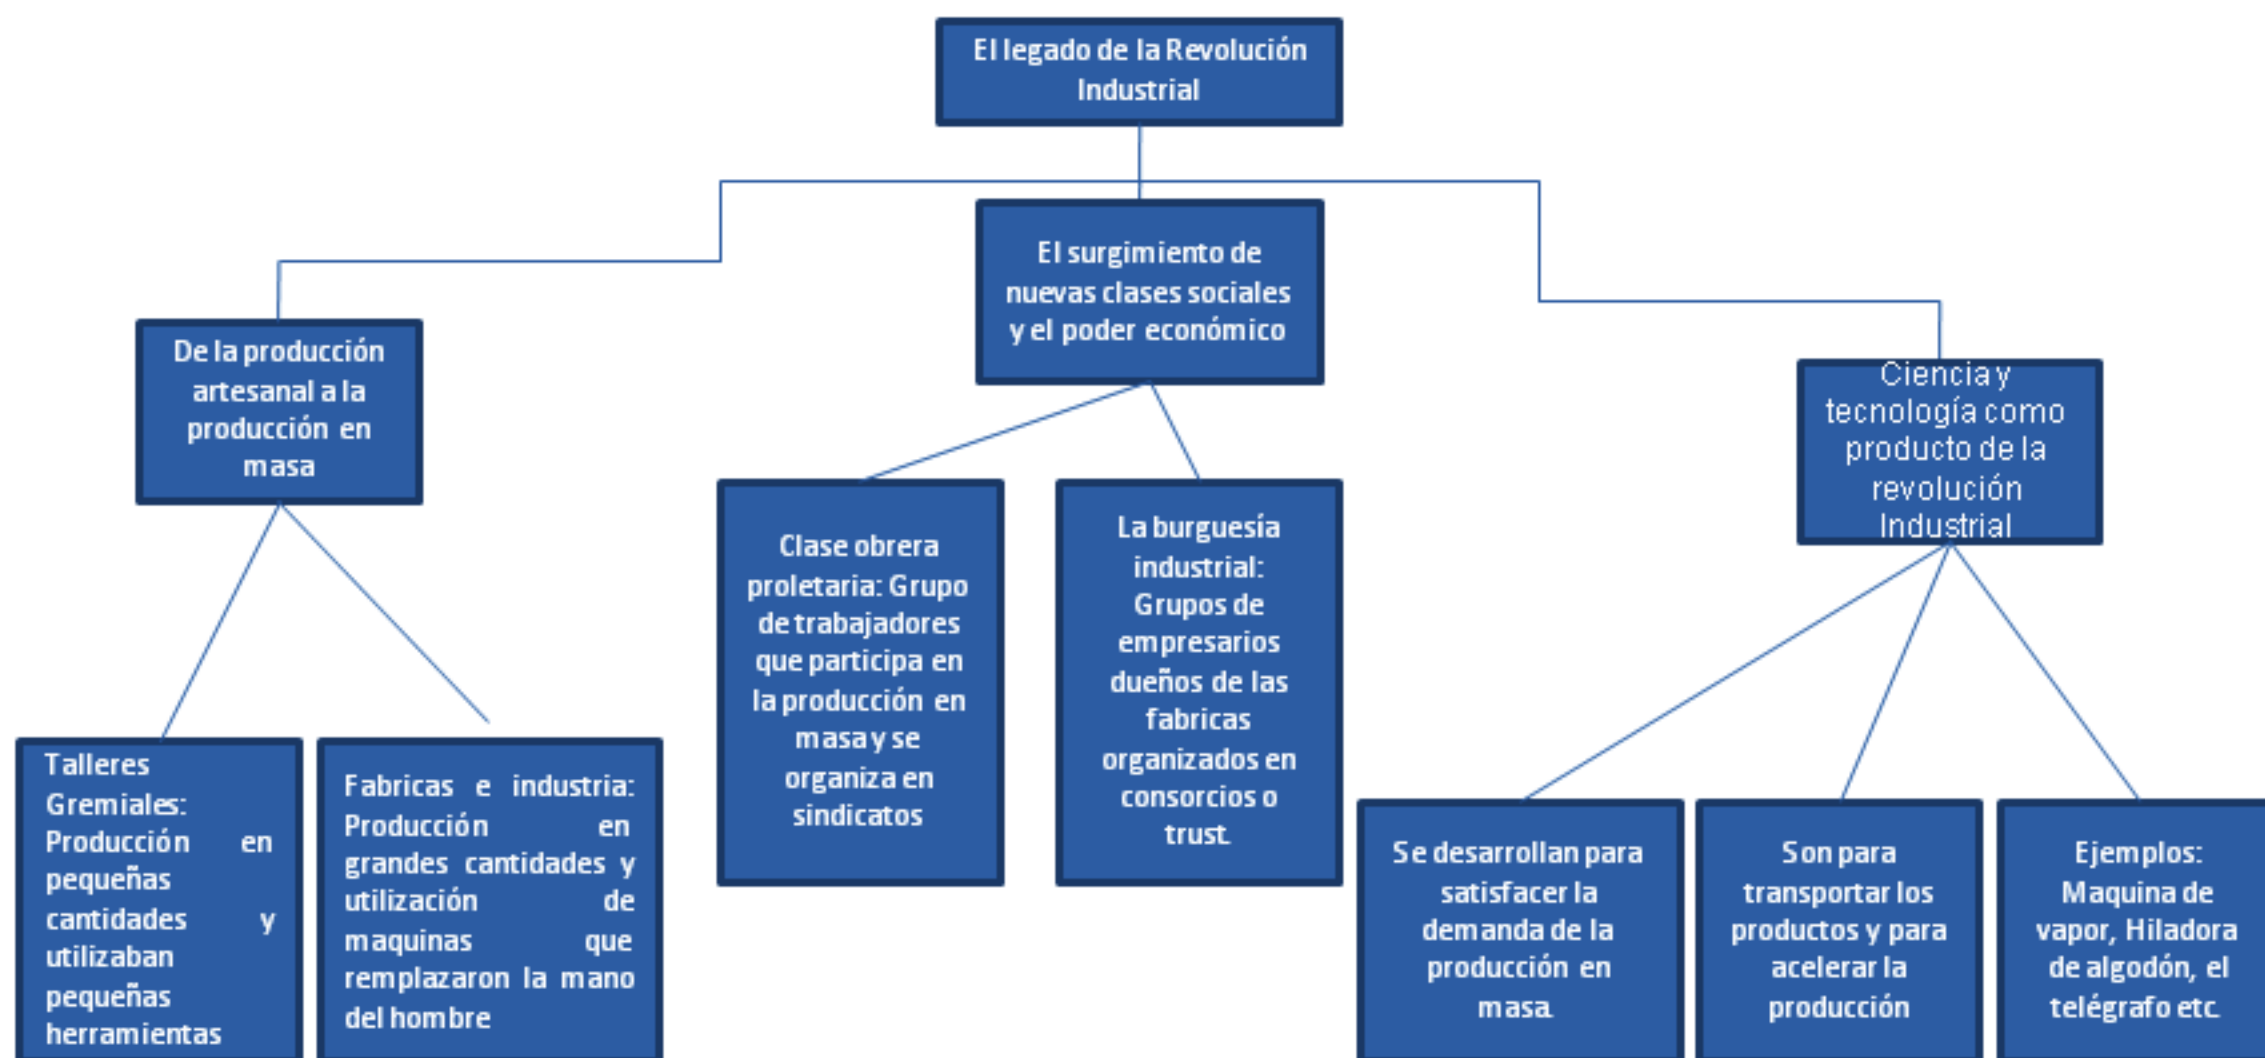 El legado de la Revolución
Industrial
El surgimiento de
nuevas clases sociales
y el poder económico
De la producción
artesanal a la
producción en
masa
Ciencia y
tecnología como
producto de la
revolución
Industrial
Clase obrera
proletaria: Grupo
de trabajadores
que participa en
la producción en
masa y se
organiza en
sindicatos
La burguesía
industrial:
Grupos de
empresarios
dueños de las
fabricas
organizados en
consorcios o
trust.
Talleres
Gremiales:
Producción en
pequeñas
cantidades y
utilizaban
pequeñas
herramientas
Fabricas e industria:
Producción en
grandes cantidades y
utilización de
maquinas que
remplazaron la mano
del hombre
Se desarrollan para
satisfacer la
demanda de la
producción en
masa.
Son para
transportar los
productos y para
acelerar la
producción
Ejemplos:
Maquina de
vapor, Hiladora
de algodón, el
telégrafo etc.